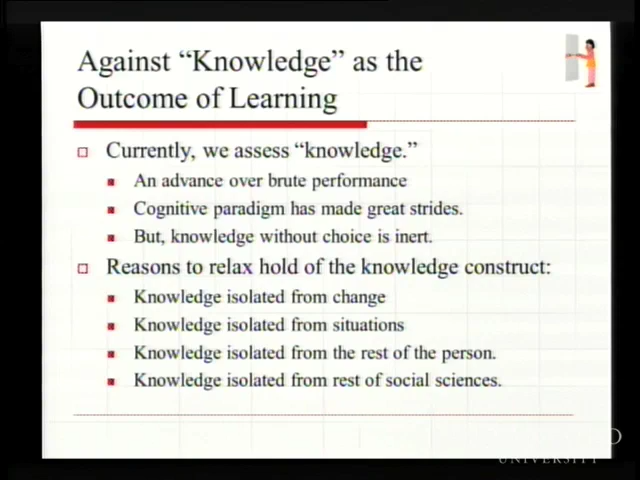 Against “Knowledge” as the
Outcome of Learning
Currently, we assess “knowledge.”
An advance over brute performance
Cognitive paradigm has made great strides.
But, knowledge without choice is inert.
Reasons to relax hold of the knowledge construct:
Knowledge isolated from change
Knowledge isolated from situations
Knowledge isolated from the rest of the person.
Knowledge isolated from rest of social sciences.
UNIVERSITY